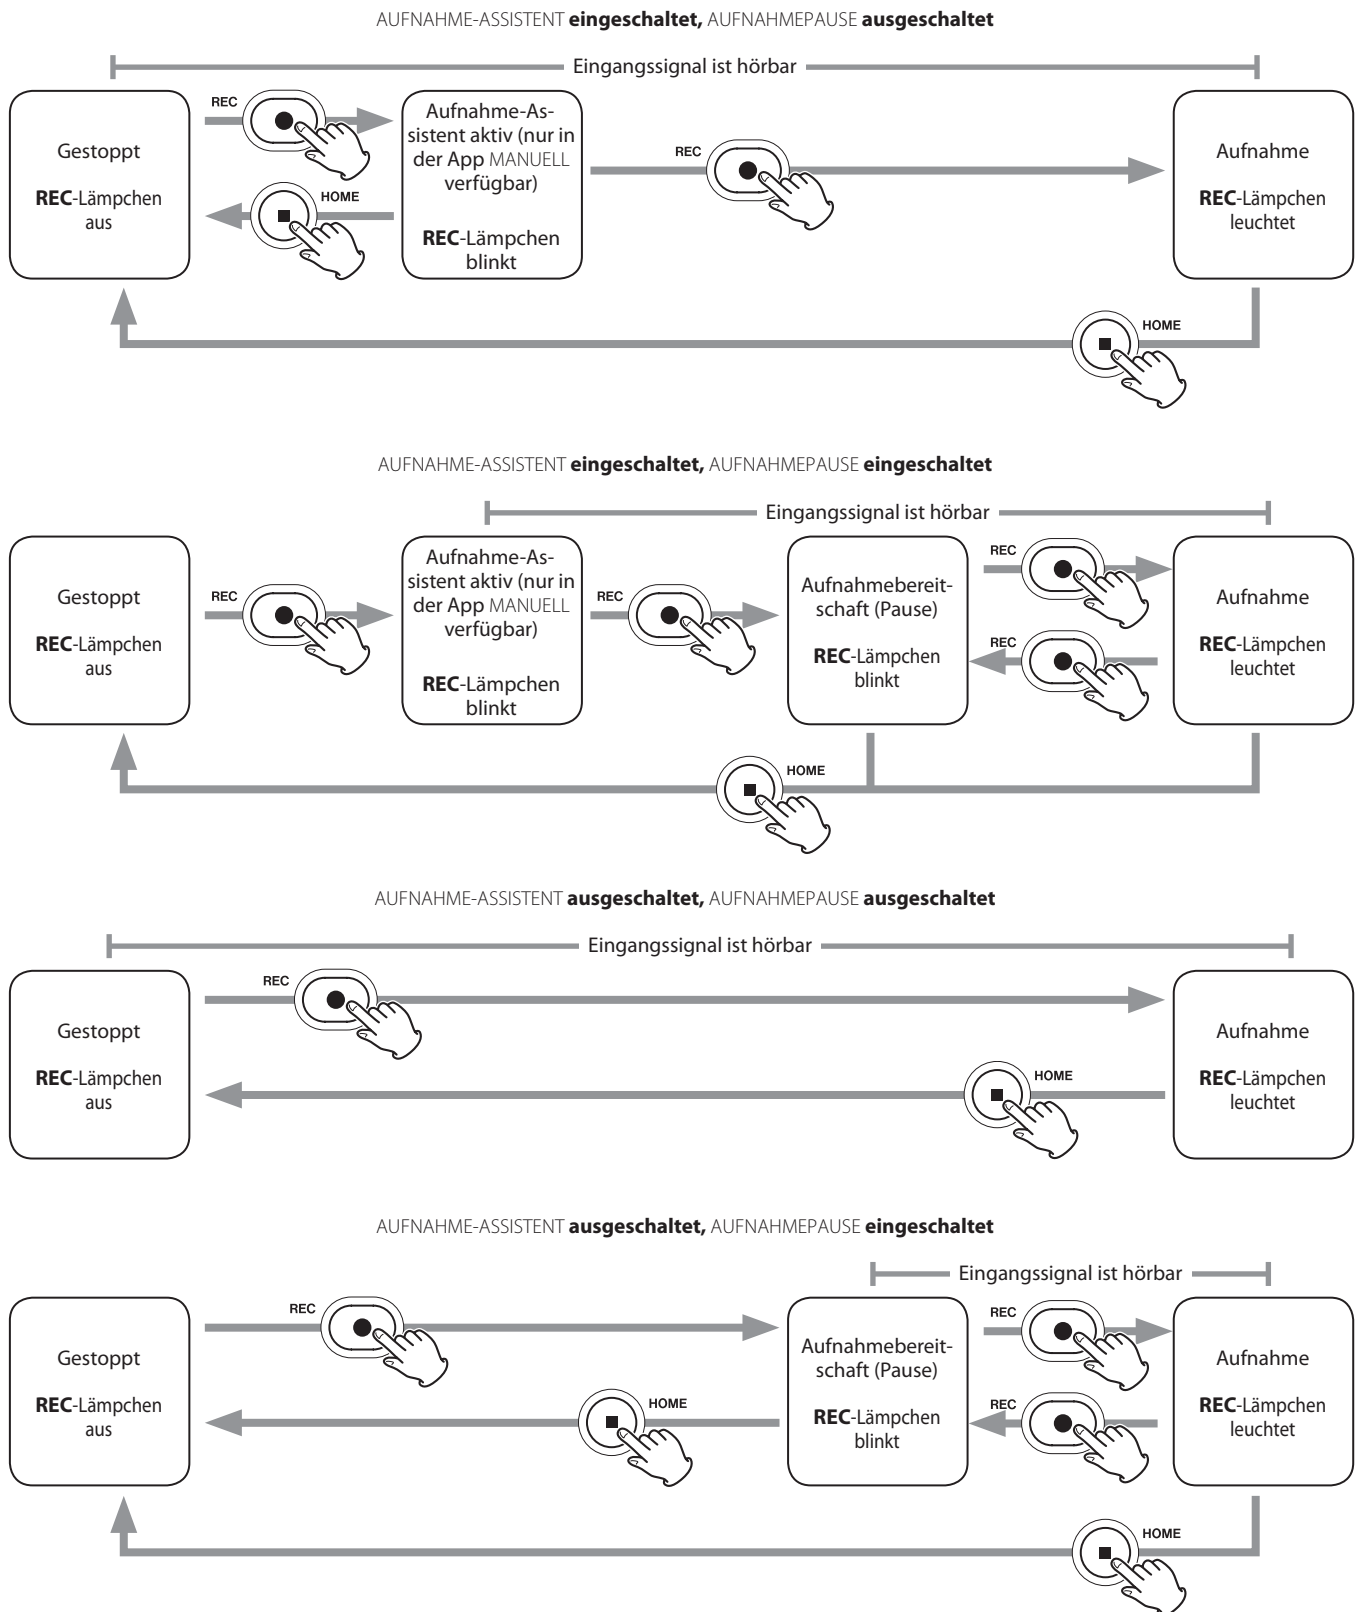 AUFNAHME-ASSISTENT eingeschaltet, AUFNAHMEPAUSE ausgeschaltet
Eingangssignal ist hörbar
Gestoppt
REC-Lämpchen
aus
REC
HOME
Aufnahme-As-
sistent aktiv (nur in
der App MANUELL
verfügbar)
REC-Lämpchen
blinkt
REC
Aufnahme
REC-Lämpchen
leuchtet
HOME
AUFNAHME-ASSISTENT eingeschaltet, AUFNAHMEPAUSE eingeschaltet
Eingangssignal ist hörbar
Gestoppt
REC-Lämpchen
aus
REC
Aufnahme-As-
sistent aktiv (nur in
der App MANUELL
verfügbar)
REC-Lämpchen
blinkt
REC
Aufnahmebereit-
schaft (Pause)
REC-Lämpchen
blinkt
REC
REC
Aufnahme
REC-Lämpchen
leuchtet
HOME
AUFNAHME-ASSISTENT ausgeschaltet, AUFNAHMEPAUSE ausgeschaltet
Eingangssignal ist hörbar
Gestoppt
REC-Lämpchen
aus
REC
HOME
Aufnahme
REC-Lämpchen
leuchtet
AUFNAHME-ASSISTENT ausgeschaltet, AUFNAHMEPAUSE eingeschaltet
Eingangssignal ist hörbar
Gestoppt
REC-Lämpchen
aus
REC
HOME
Aufnahmebereit-
schaft (Pause)
REC-Lämpchen
blinkt
REC
REC
Aufnahme
REC-Lämpchen
leuchtet
HOME